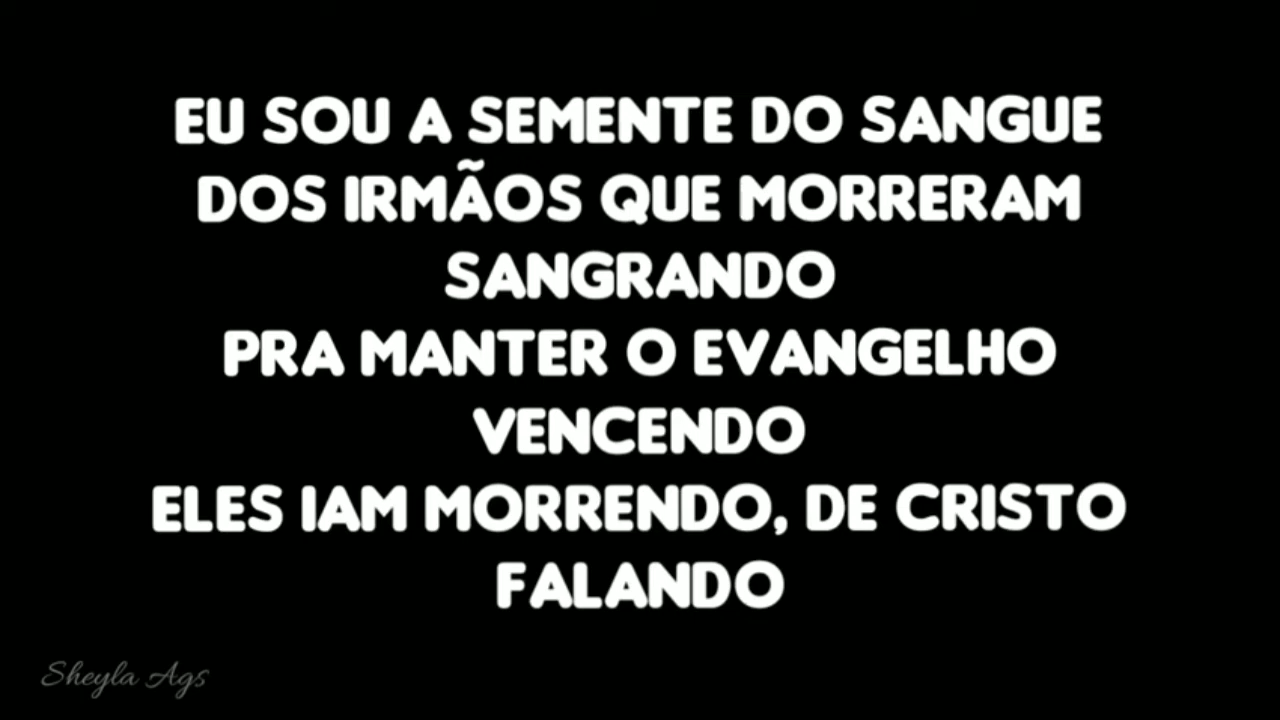 EU SOU A SEMENTE DO SANGUE
DOS IRMÃOS QUE MORRERAM
SANGRANDO
PRA MANTER O EVANGELHO
VENCENDO
ELES IAM MORRENDO, DE CRISTO
FALANDO
Sheyla Ags